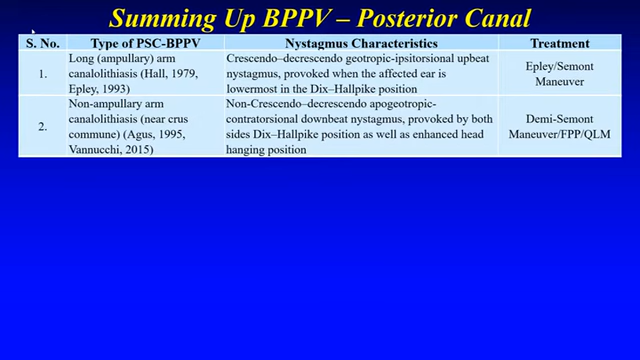 Summing Up BPPV – Posterior Canal
S. No. Type of PSC-BPPV Nystagmus Characteristics Treatment
1. Long (ampullary) arm canalolithiasis (Hall, 1979, Epley, 1993) Crescendo–decrescendo geotropic-ipsitorsional upbeat nystagmus, provoked when the affected ear is lowermost in the Dix–Hallpike position Epley/Semont Maneuver
2. Non-ampullary arm canalolithiasis (near crus commune) (Agus, 1995, Vannucchi, 2015) Non-Crescendo–decrescendo apogeotropic-contratorsional downbeat nystagmus, provoked by both sides Dix–Hallpike position as well as enhanced head hanging position Demi-Semont Maneuver/FPP/QLM